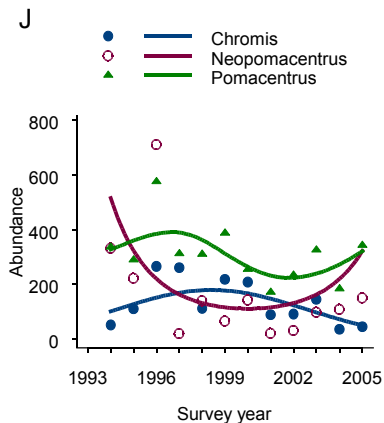 J
Chromis
Neopomacentrus
Pomacentrus
800
600
400
200
0
Abundance
1993 1996 1999 2002 2005
Survey year